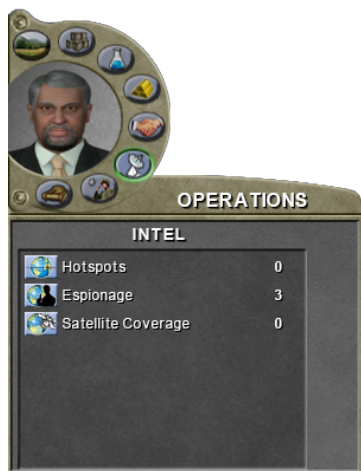 OPERATIONS
INTEL
Hotspots 0
Espionage 3
Satellite Coverage 0